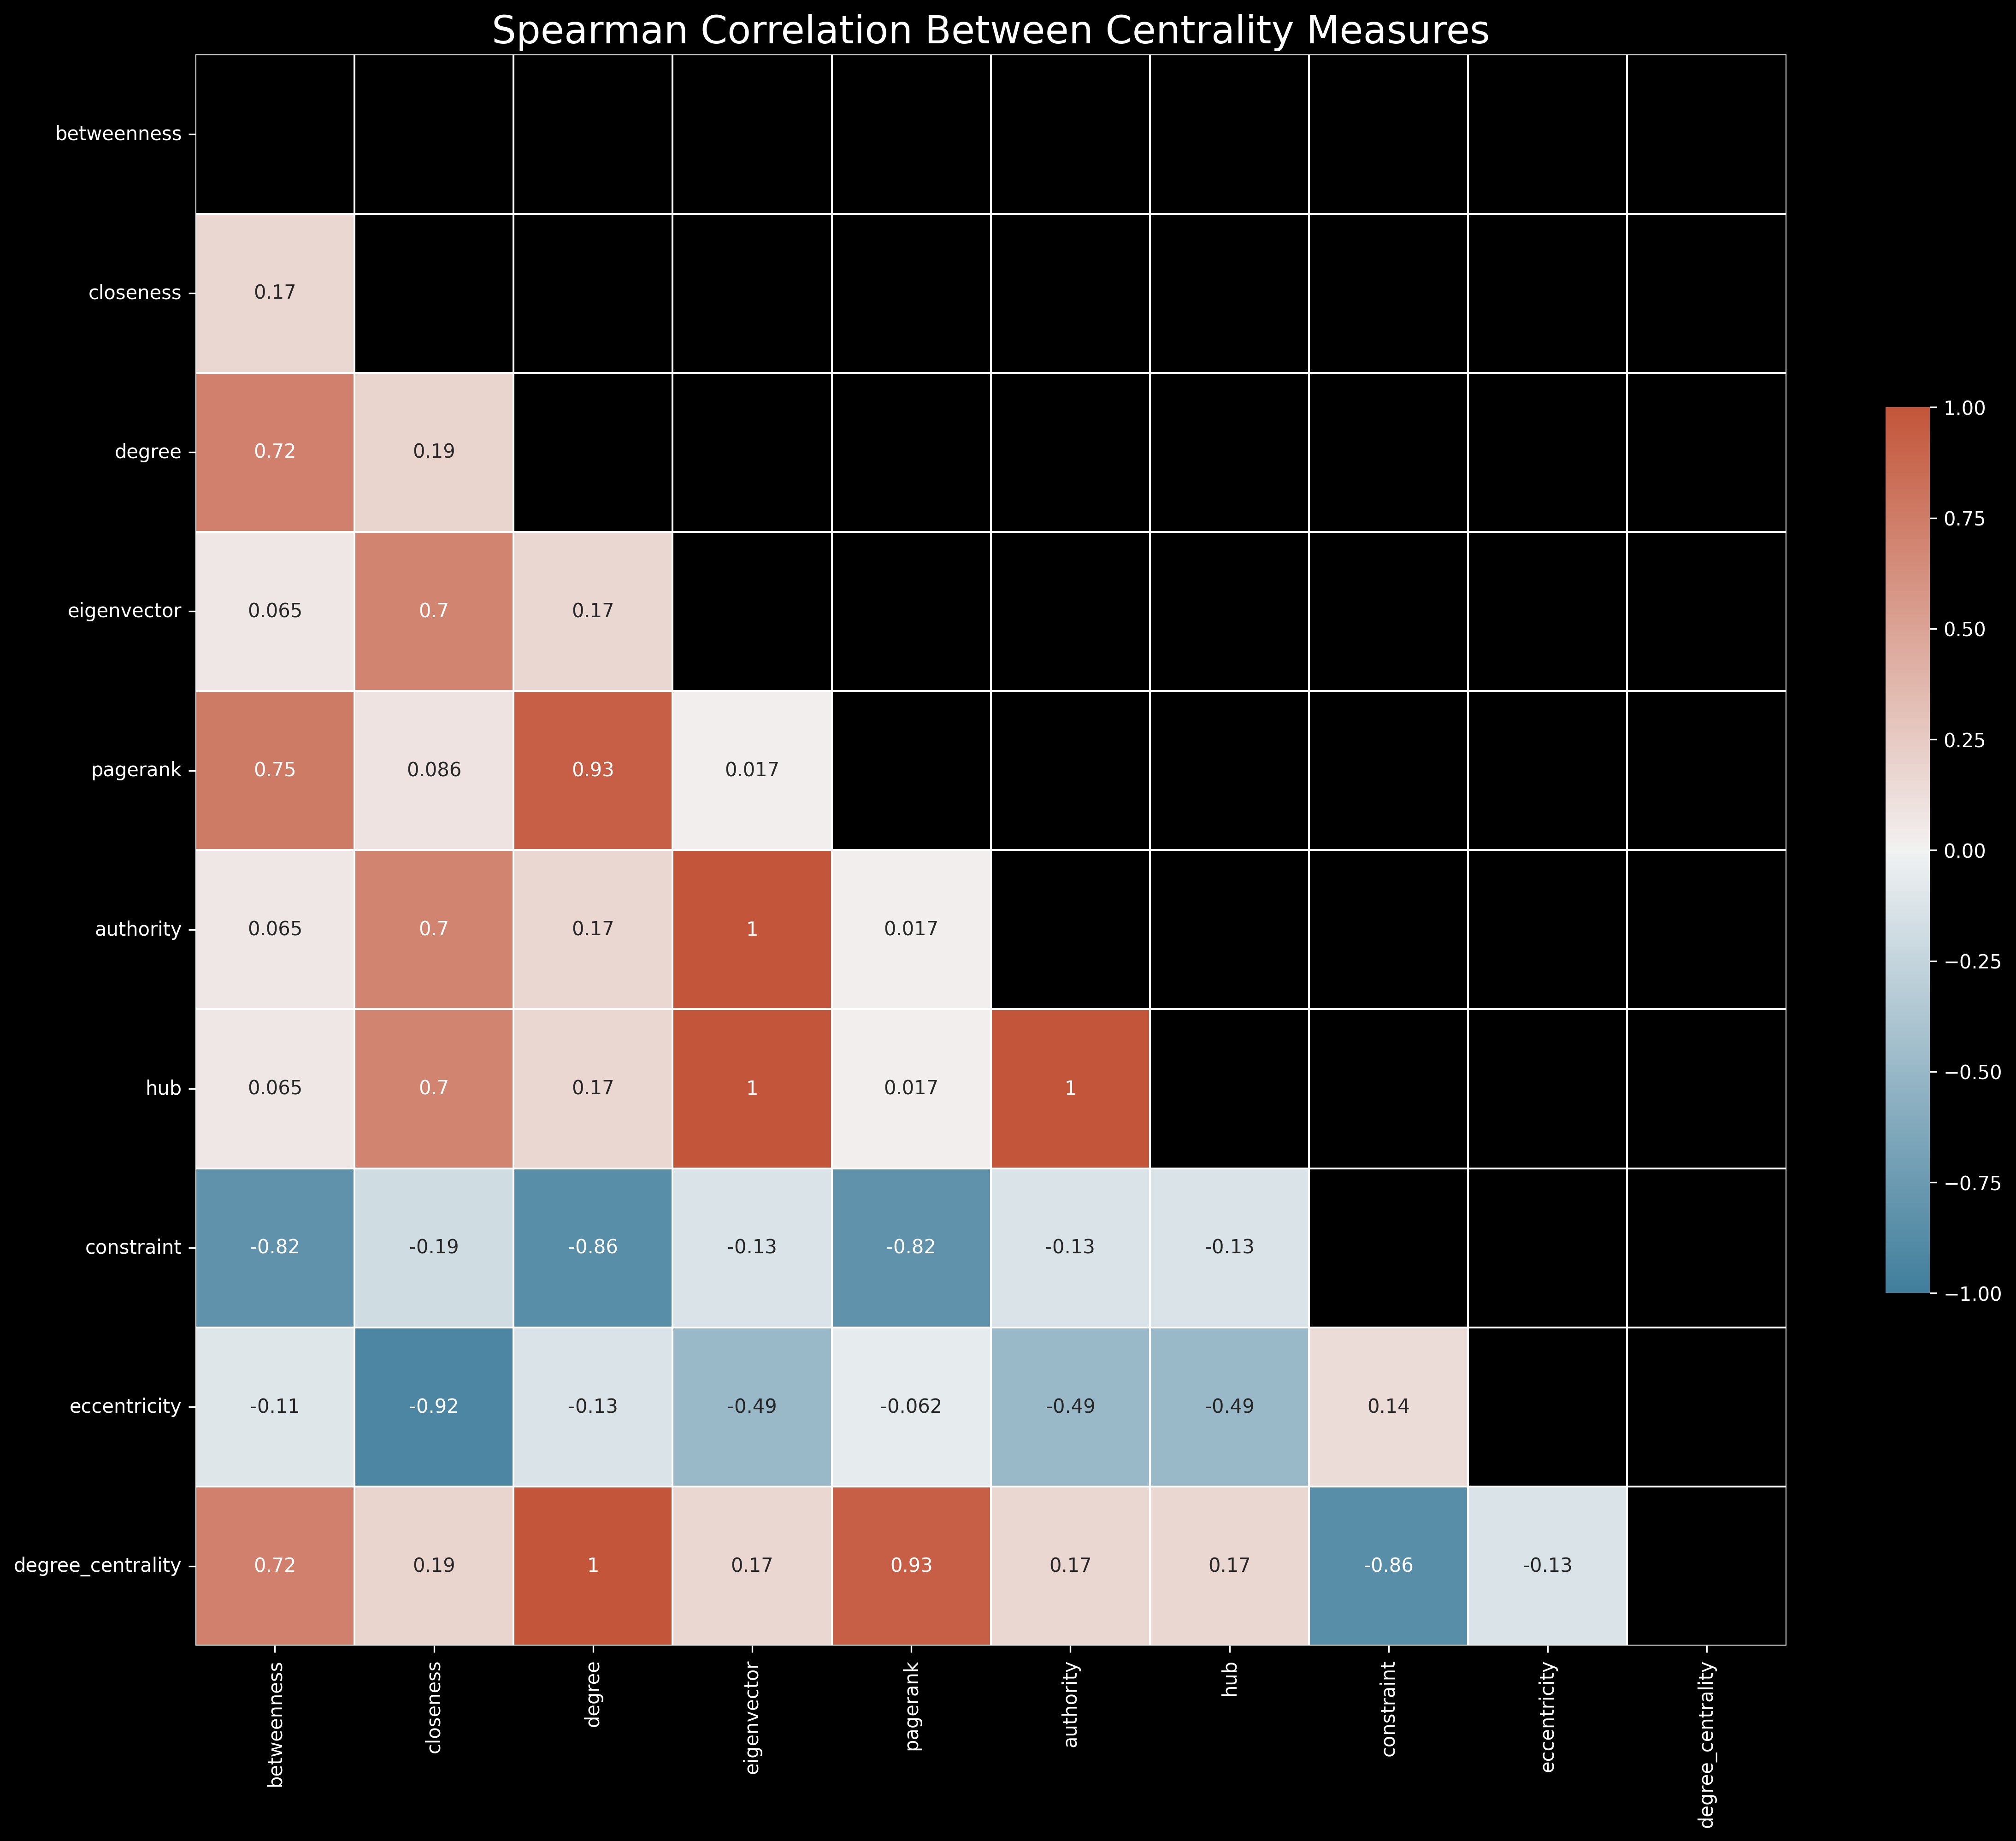 Spearman Correlation Between Centrality Measures
betweenness
closeness 0.17
degree 0.72 0.19
eigenvector 0.065 0.7 0.17
pagerank 0.75 0.086 0.93 0.017
authority 0.065 0.7 0.17 1 0.017
hub 0.065 0.7 0.17 1 0.017 1
constraint -0.82 -0.19 -0.86 -0.13 -0.82 -0.13 -0.13
eccentricity -0.11 -0.92 -0.13 -0.49 -0.062 -0.49 -0.49 0.14
degree_centrality 0.72 0.19 1 0.17 0.93 0.17 0.17 -0.86 -0.13
betweenness
closeness
degree
eigenvector
pagerank
authority
hub
constraint
eccentricity
degree_centrality
1.00
0.75
0.50
0.25
0.00
−0.25
−0.50
−0.75
−1.00